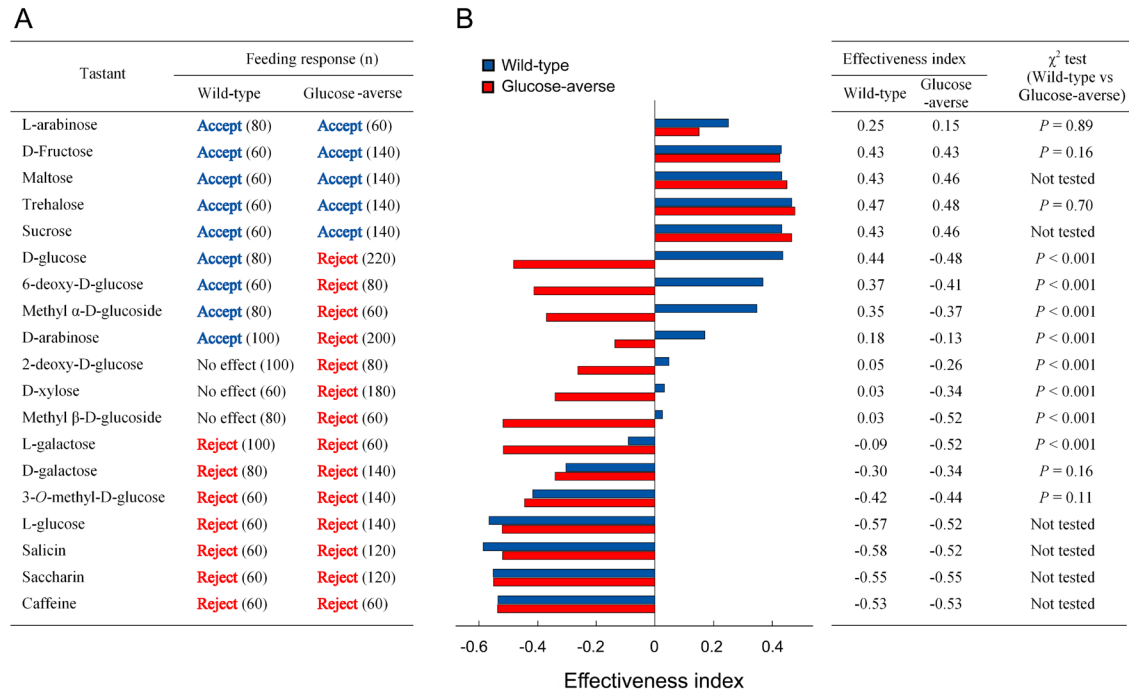 A
Feeding response (n)
Tastant
Wild-type Glucose -averse
L-arabinose Accept (80) Accept (60)
D-Fructose Accept (60) Accept (140)
Maltose Accept (60) Accept (140)
Trehalose Accept (60) Accept (140)
Sucrose Accept (60) Accept (140)
D-glucose Accept (80) Reject (220)
6-deoxy-D-glucose Accept (60) Reject (80)
Methyl α-D-glucoside Accept (80) Reject (60)
D-arabinose Accept (100) Reject (200)
2-deoxy-D-glucose No effect (100) Reject (80)
D-xylose No effect (60) Reject (180)
Methyl β-D-glucoside No effect (80) Reject (60)
L-galactose Reject (100) Reject (60)
D-galactose Reject (80) Reject (140)
3-O-methyl-D-glucose Reject (60) Reject (140)
L-glucose Reject (60) Reject (140)
Salicin Reject (60) Reject (120)
Saccharin Reject (60) Reject (120)
Caffeine Reject (60) Reject (60)
B
Wild-type
Glucose-averse
-0.6 -0.4 -0.2 0 0.2 0.4
Effectiveness index
Effectiveness index χ² test
(Wild-type vs
Glucose-averse)
Wild-type Glucose
-averse
0.25 0.15 P = 0.89
0.43 0.43 P = 0.16
0.43 0.46 Not tested
0.47 0.48 P = 0.70
0.43 0.46 Not tested
0.44 -0.48 P < 0.001
0.37 -0.41 P < 0.001
0.35 -0.37 P < 0.001
0.18 -0.13 P < 0.001
0.05 -0.26 P < 0.001
0.03 -0.34 P < 0.001
0.03 -0.52 P < 0.001
-0.09 -0.52 P < 0.001
-0.30 -0.34 P = 0.16
-0.42 -0.44 P = 0.11
-0.57 -0.52 Not tested
-0.58 -0.52 Not tested
-0.55 -0.55 Not tested
-0.53 -0.53 Not tested